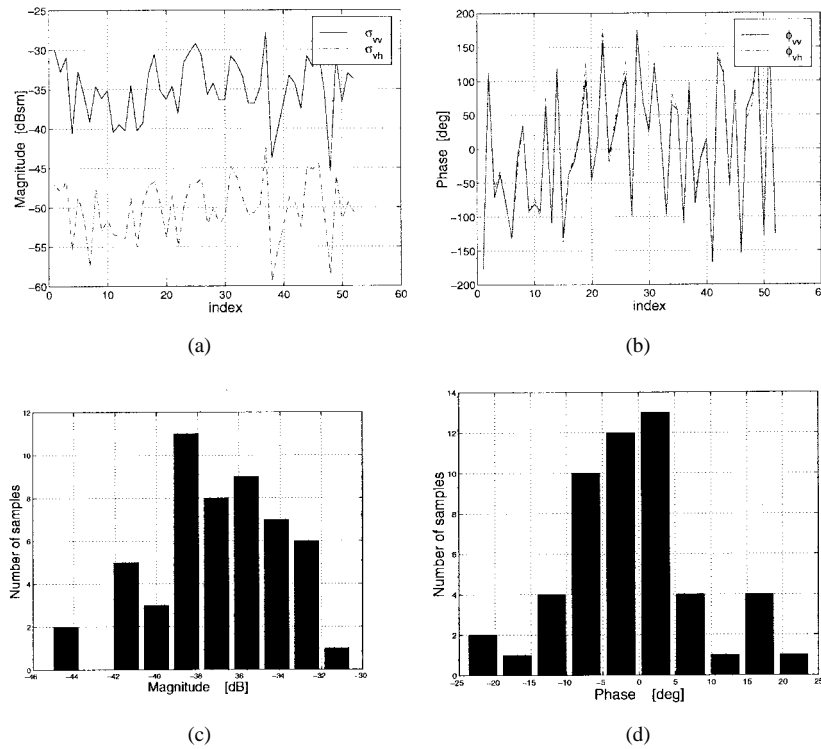 σvv
σvh
Magnitude [dBsm]
-25
-30
-35
-40
-45
-50
-55
-60
0 10 20 30 40 50 60
index
(a)
ϕvv
ϕvh
Phase [deg]
200
150
100
50
0
-50
-100
-150
-200
0 10 20 30 40 50 60
index
(b)
Number of samples
12
10
8
6
4
2
0
-46 -44 -42 -40 -38 -36 -34 -32 -30
Magnitude [dB]
(c)
Number of samples
14
12
10
8
6
4
2
0
-25 -20 -15 -10 -5 0 5 10 15 20 25
Phase [deg]
(d)